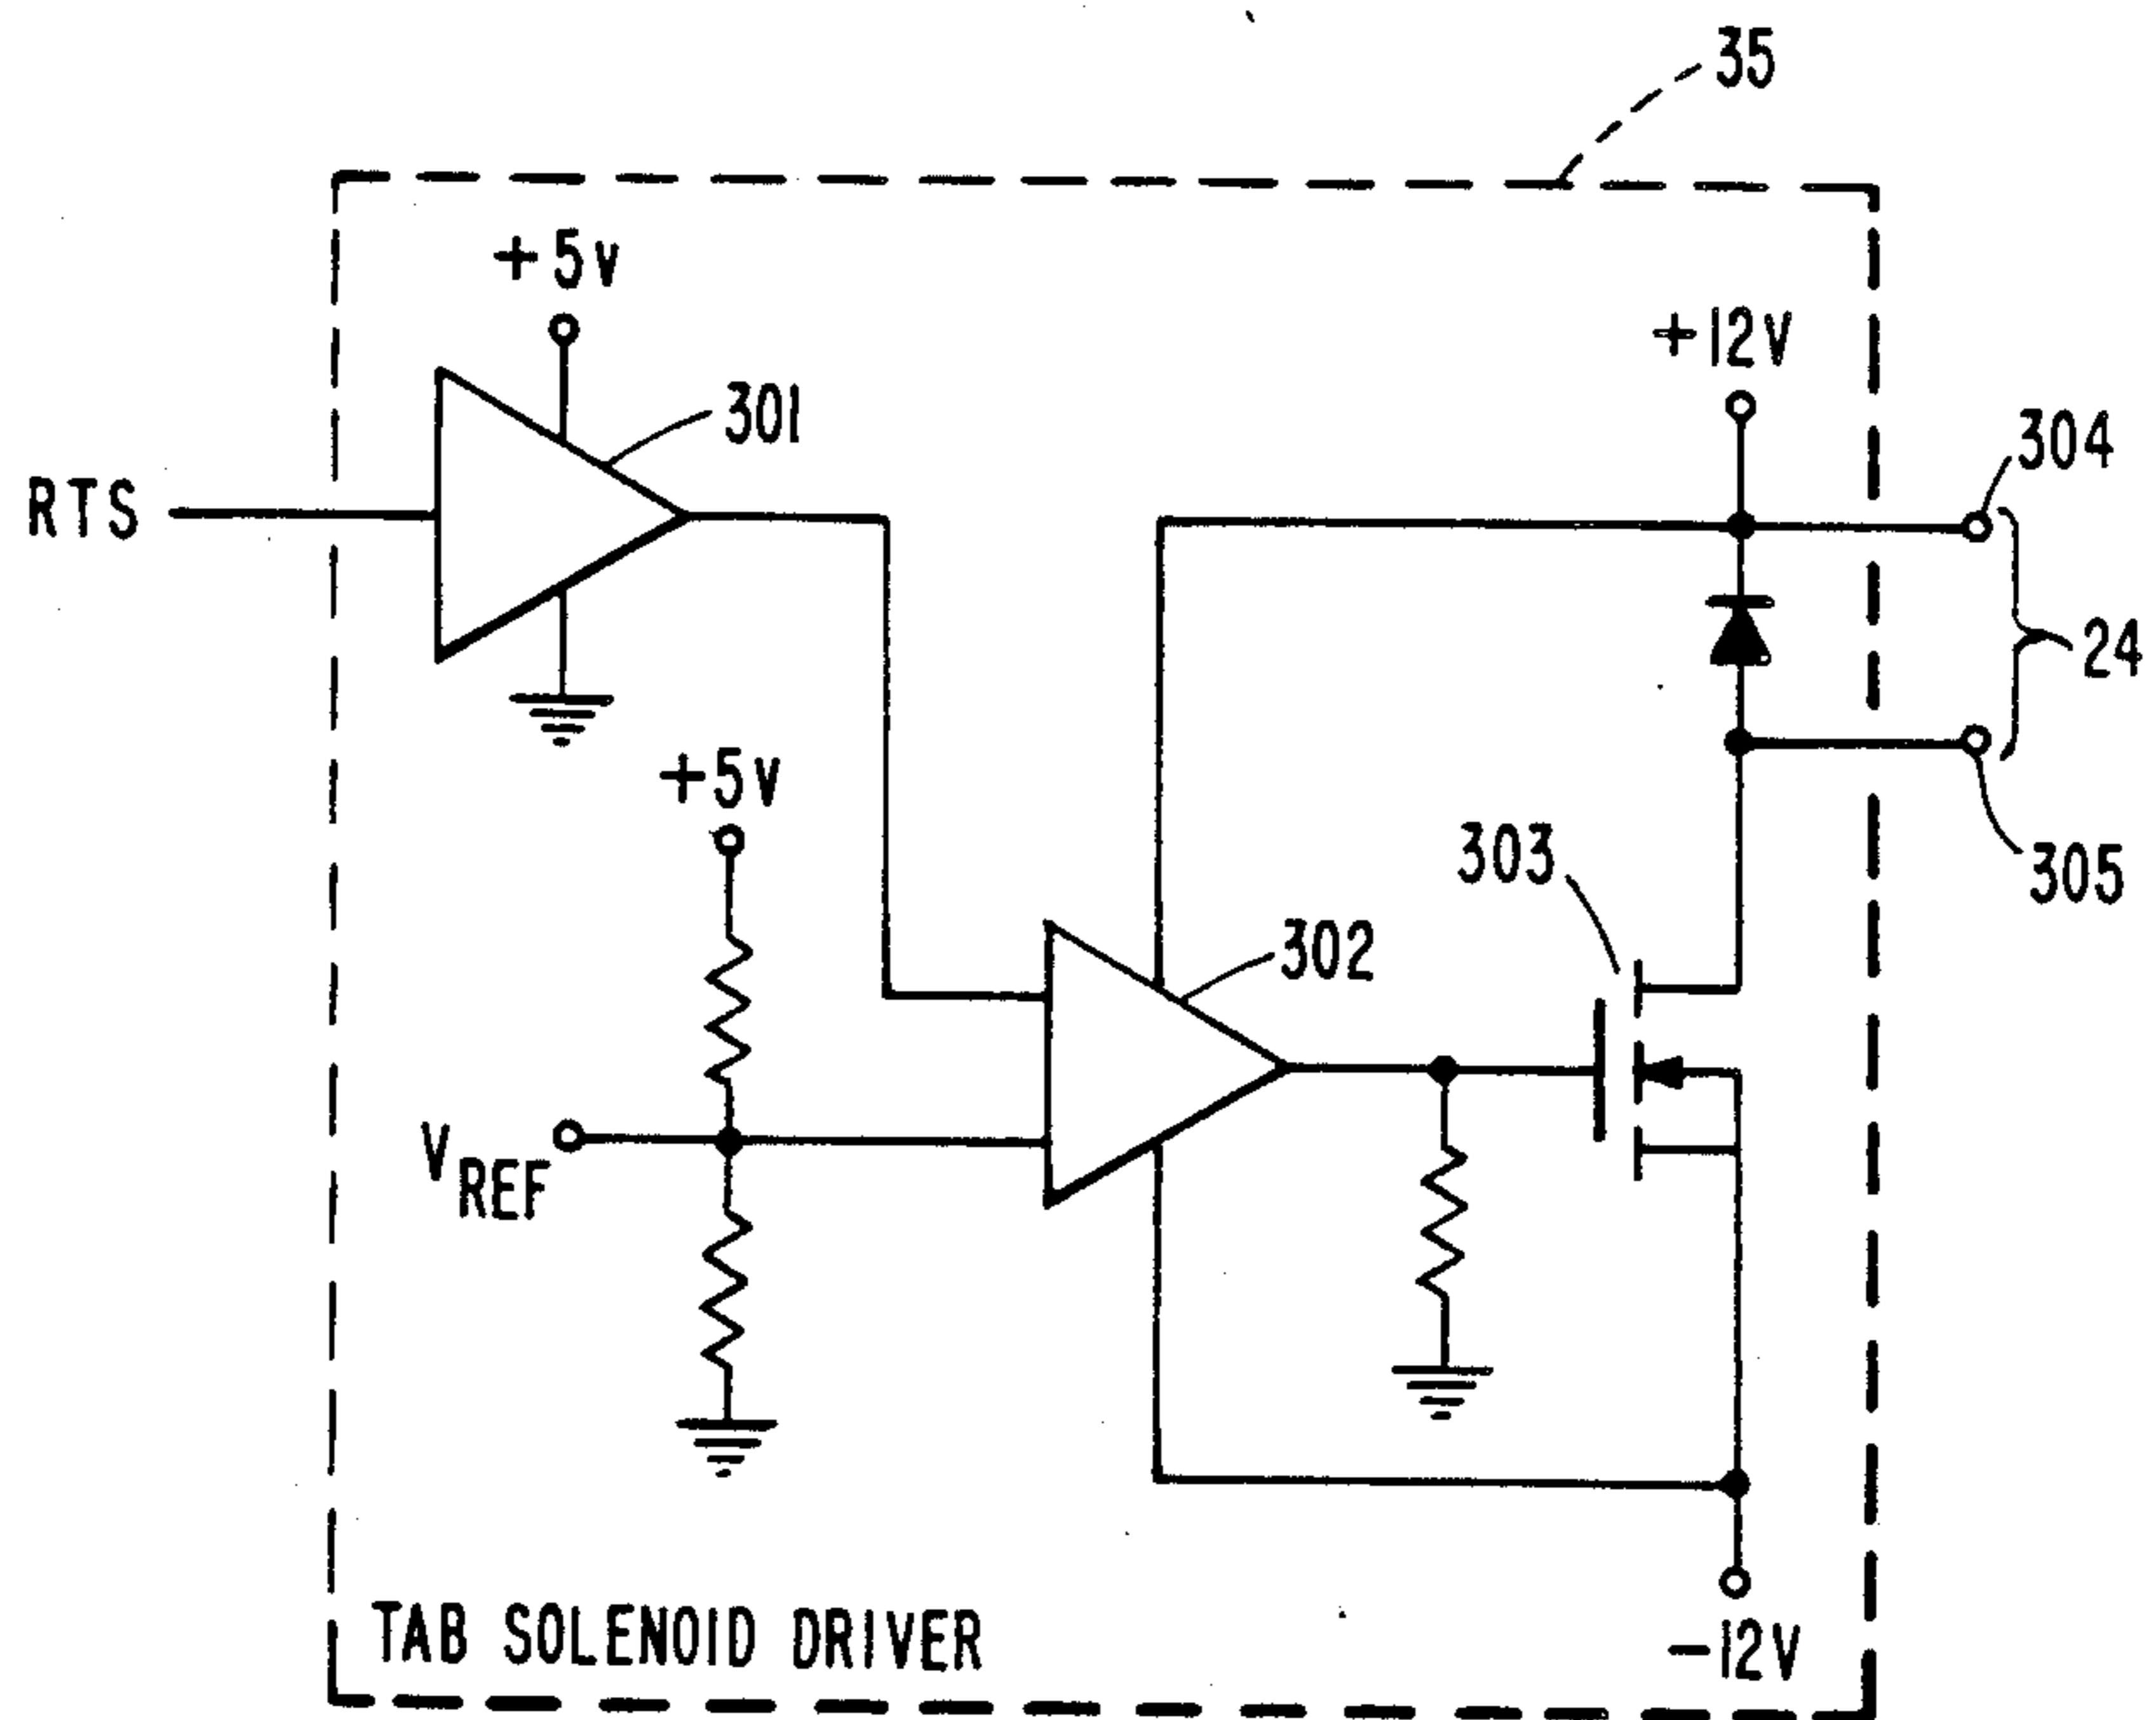 35
+5v
+12V
301
304
RTS
24
+5v
303
305
302
VREF
TAB SOLENOID DRIVER
-12V